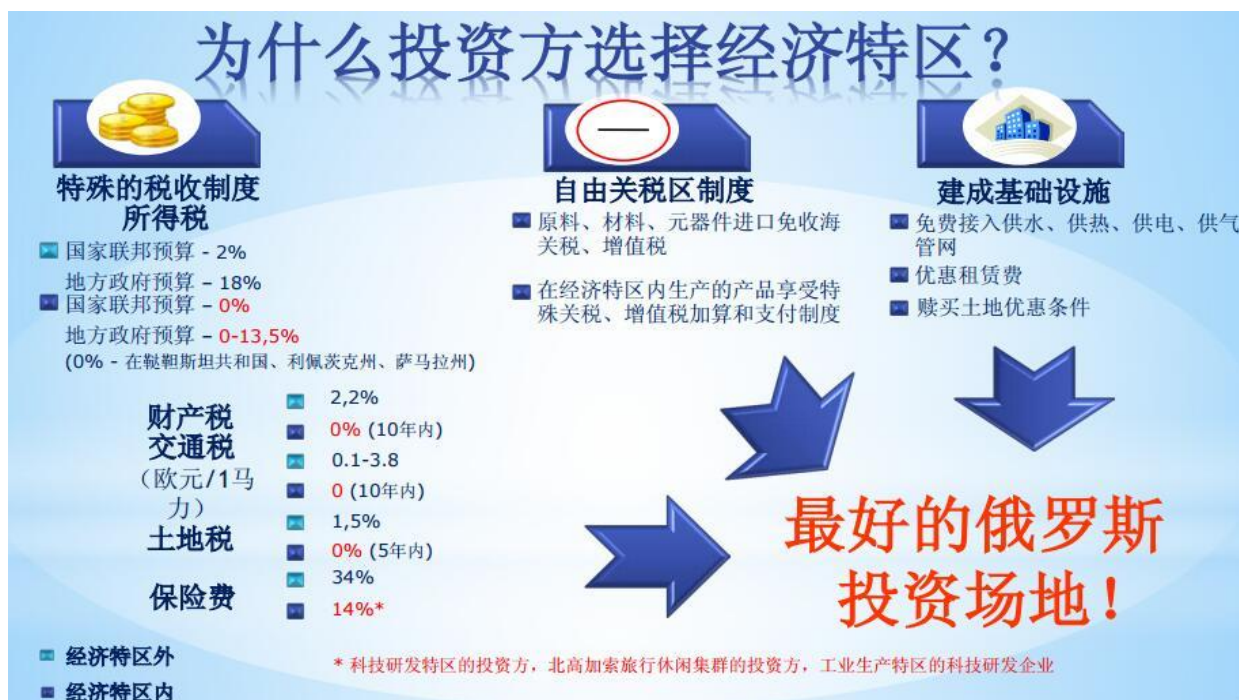 为什么投资方选择经济特区？
特殊的税收制度
所得税
国家联邦预算 - 2%
地方政府预算 – 18%
国家联邦预算 – 0%
地方政府预算 – 0-13,5%
(0% - 在鞑靼斯坦共和国、利佩茨克州、萨马拉州)
财产税
2,2%
0% (10年内)
交通税
（欧元/1马
力）
0.1-3.8
0 (10年内)
土地税
1,5%
0% (5年内)
保险费
34%
14%*
经济特区外
经济特区内
自由关税区制度
原料、材料、元器件进口免收海
关税、增值税
在经济特区内生产的产品享受特
殊关税、增值税加算和支付制度
建成基础设施
免费接入供水、供热、供电、供气
管网
优惠租赁费
赎买土地优惠条件
最好的俄罗斯
投资场地！
* 科技研发特区的投资方，北高加索旅行休闲集群的投资方，工业生产特区的科技研发企业